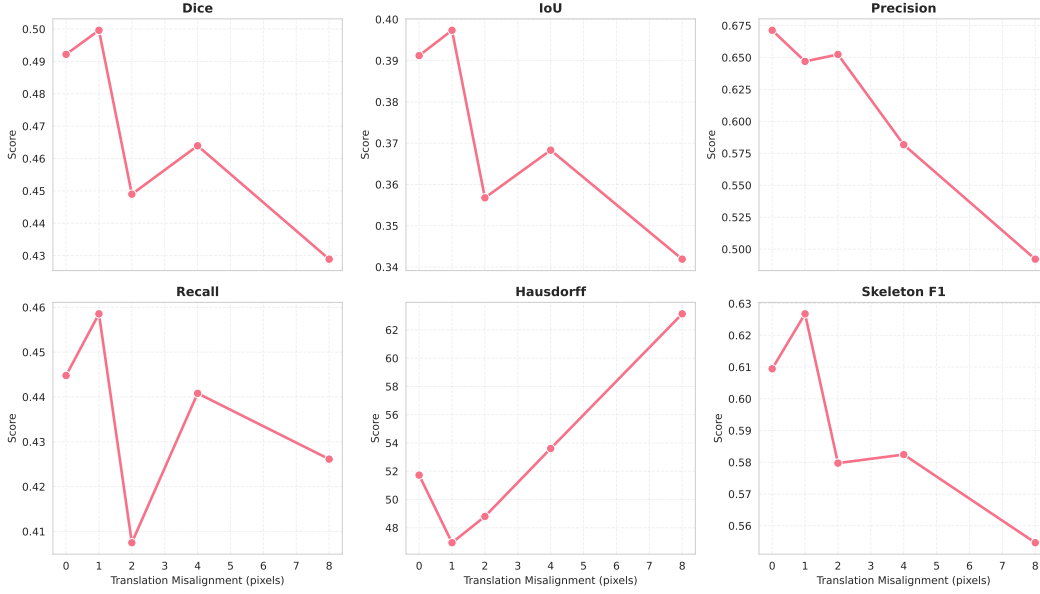 Dice
IoU
Precision
Score
0.50
0.49
0.48
0.47
0.46
0.45
0.44
0.43
Score
0.40
0.39
0.38
0.37
0.36
0.35
0.34
Score
0.675
0.650
0.625
0.600
0.575
0.550
0.525
0.500
Recall
Hausdorff
Skeleton F1
Score
0.46
0.45
0.44
0.43
0.42
0.41
0 1 2 3 4 5 6 7 8
Translation Misalignment (pixels)
Score
62
60
58
56
54
52
50
48
0 1 2 3 4 5 6 7 8
Translation Misalignment (pixels)
Score
0.63
0.62
0.61
0.60
0.59
0.58
0.57
0.56
0 1 2 3 4 5 6 7 8
Translation Misalignment (pixels)